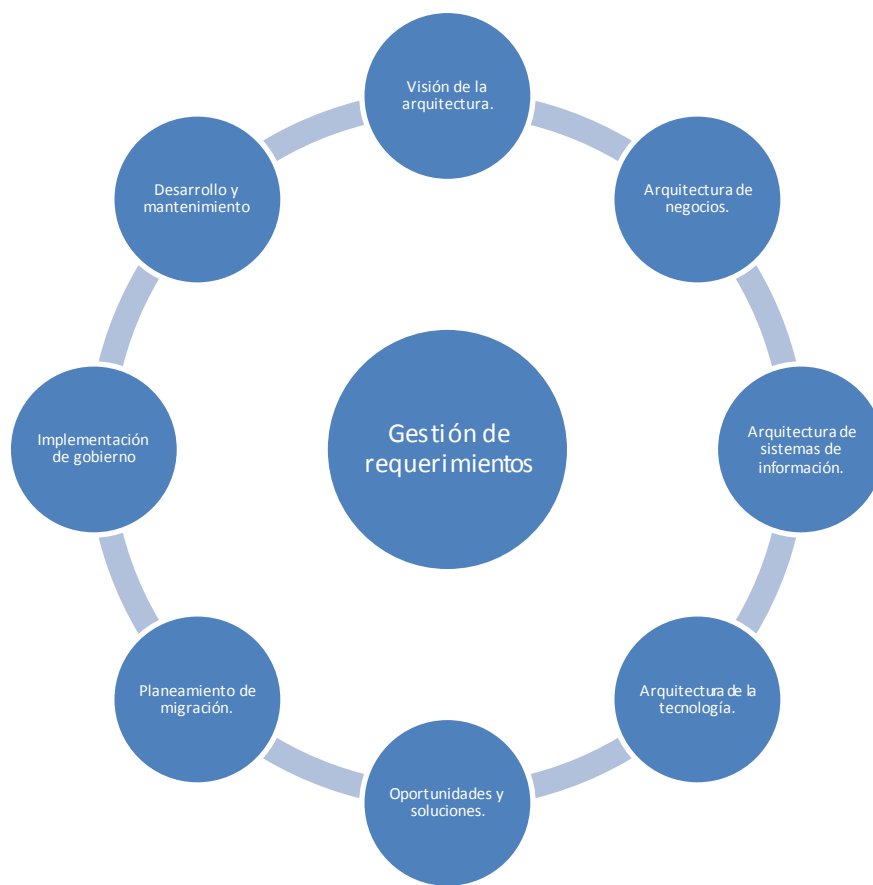 Visión de la
arquitectura.
Arquitectura de
negocios.
Arquitectura de
sistemas de
información.
Arquitectura de la
tecnología.
Oportunidades y
soluciones.
Planeamiento de
migración.
Implementación
de gobierno
Desarrollo y
mantenimiento
Gestión de
requerimientos